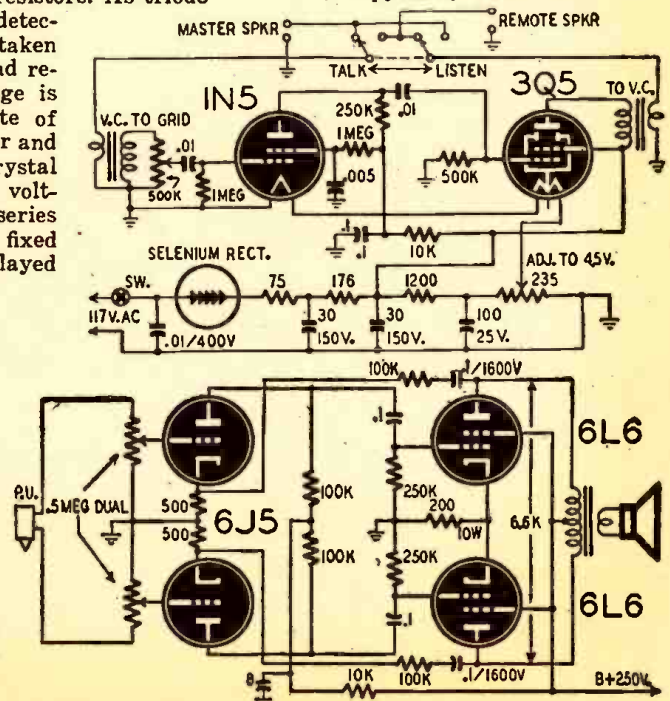 resistors. As triode
detec-
taken
ad re-
ge is
te of
r and
rystal
volt-
series
fixed
layed
MASTER SPKR
REMOTE SPKR
TALK
LISTEN
1N5
3Q5
V.C. TO GRID
TO V.C.
.01
500K
1MEG
250K
.01
1MEG
.005
500K
.1
10K
SELENIUM RECT.
ADJ. TO 4.5V.
SW.
117V.AC
.01/400V
75
176
1200
235
30
150V.
30
150V.
100
25V.
100K
.1/1600V
6L6
P.U.
.5MEG DUAL
500
500
6J5
100K
100K
.1
250K
250K
.1
200
10W
6.6K
6L6
100K
.1/1600V
8
10K
B+250V.